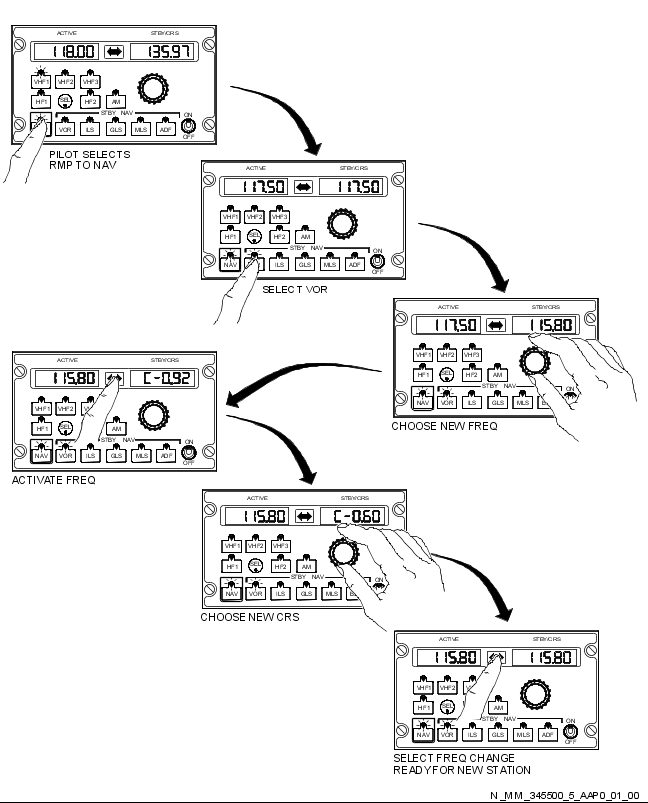 ACTIVE STBY/CRS
118.00 135.97
VHF1 VHF2 VHF3
HF1 SEL HF2 AM
STBY NAV ON
VOR ILS GLS MLS ADF
OFF
PILOT SELECTS
RMP TO NAV
ACTIVE STBY/CRS
117.50 117.50
VHF1 VHF2 VHF3
HF1 SEL HF2 AM
STBY NAV ON
NAV ILS GLS MLS ADF
OFF
SELECT VOR
ACTIVE STBY/CRS
117.50 115.80
VHF1 VHF2 VHF3
HF1 SEL HF2 AM
STBY NAV ON
NAV VOR ILS GLS MLS
CHOOSE NEW FREQ
ACTIVE STBY/CRS
115.80 C-0.92
VHF1 VHF2
HF1 SEL AM
STBY NAV ON
NAV VOR ILS GLS MLS ADF
OFF
ACTIVATE FREQ
ACTIVE STBY/CRS
115.80 C-0.60
VHF1 VHF2 VHF3
HF1 SEL HF2 AM
STBY NAV ON
NAV VOR ILS GLS MLS
CHOOSE NEW CRS
ACTIVE STBY/CRS
115.80 115.80
VHF1 VHF2
HF1 SEL AM
STBY NAV ON
NAV VOR ILS GLS MLS ADF
OFF
SELECT FREQ CHANGE
READY FOR NEW STATION
N_MM_345500_5_AAP0_01_00